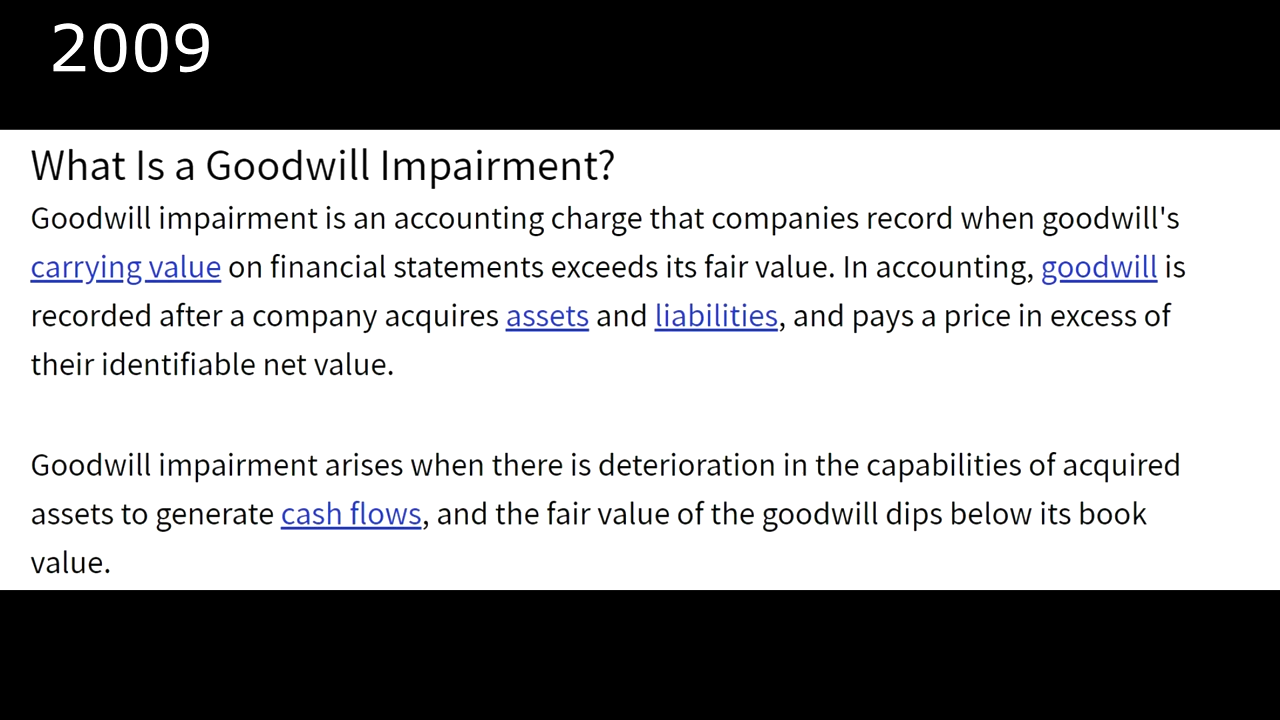 2009
What Is a Goodwill Impairment?
Goodwill impairment is an accounting charge that companies record when goodwill's
carrying value on financial statements exceeds its fair value. In accounting, goodwill is
recorded after a company acquires assets and liabilities, and pays a price in excess of
their identifiable net value.
Goodwill impairment arises when there is deterioration in the capabilities of acquired
assets to generate cash flows, and the fair value of the goodwill dips below its book
value.